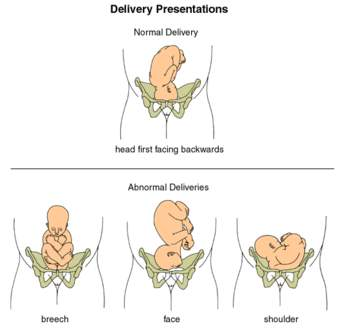 Delivery Presentations
Normal Delivery
head first facing backwards
Abnormal Deliveries
breech
face
shoulder